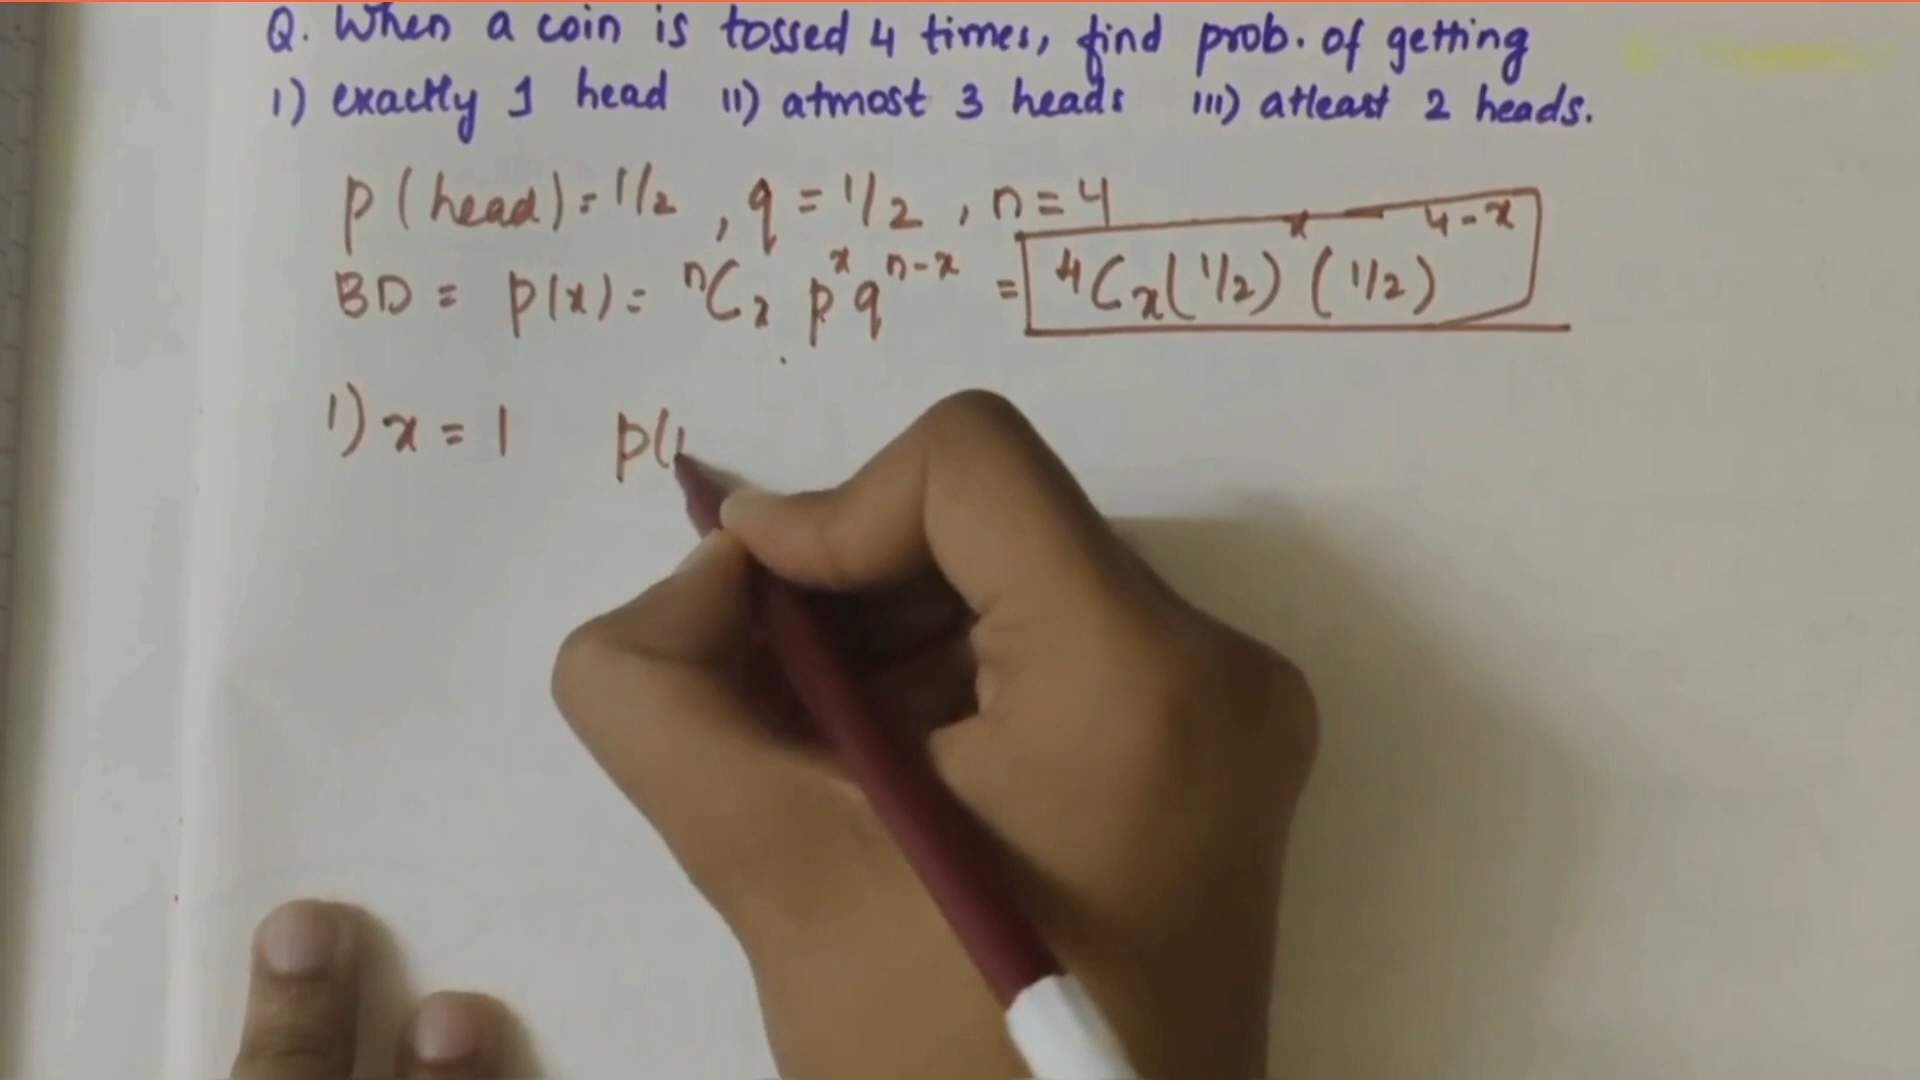 Q. When a coin is tossed 4 times, find prob. of getting
i) exactly 1 head ii) atmost 3 heads iii) atleast 2 heads.
p(head) = 1/2, q = 1/2, n = 4
BD = p(x) = ⁿCₓ pˣ qⁿ⁻ˣ = ⁴Cₓ (1/2)ˣ (1/2)⁴⁻ˣ
1) x = 1 p(1